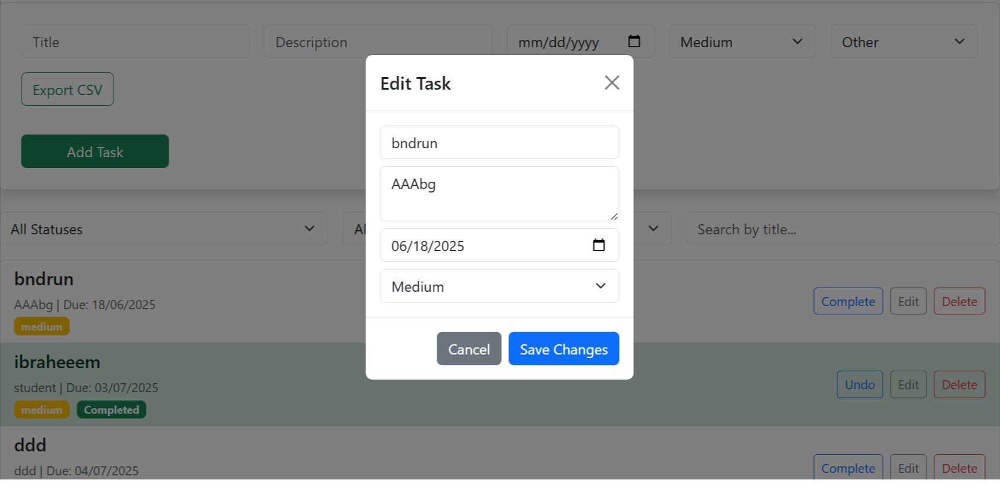 Title
Description
mm/dd/yyyy
Medium
Other
Export CSV
Add Task
Edit Task
bndrun
AAAbg
06/18/2025
Medium
Cancel
Save Changes
All Statuses
Search by title...
bndrun
AAAbg | Due: 18/06/2025
medium
Complete
Edit
Delete
ibraheeem
student | Due: 03/07/2025
medium
Completed
Undo
Edit
Delete
ddd
ddd | Due: 04/07/2025
Complete
Edit
Delete